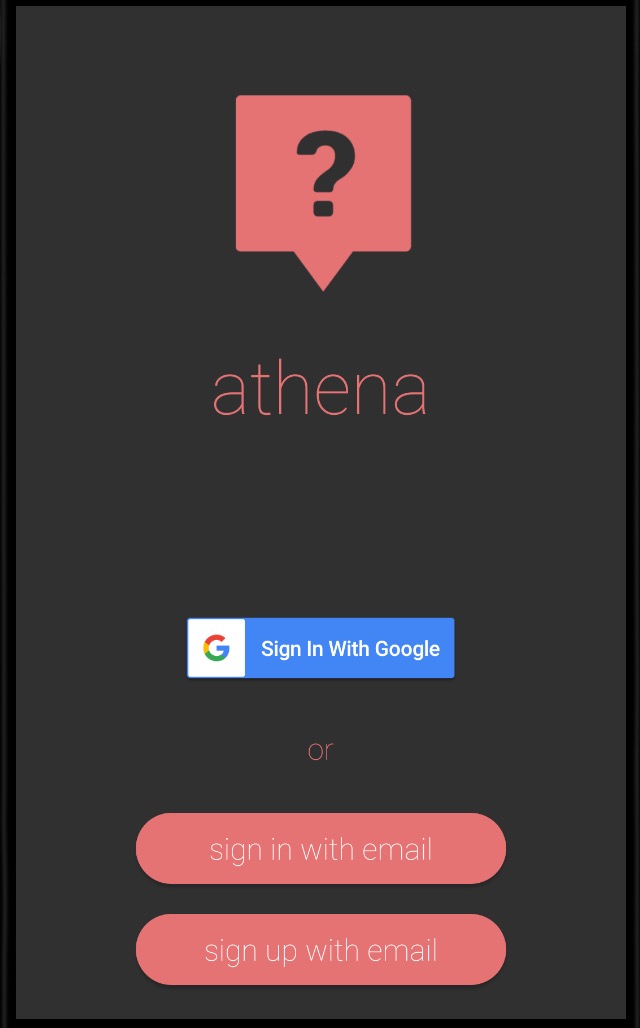 ?
athena
Sign In With Google
or
sign in with email
sign up with email